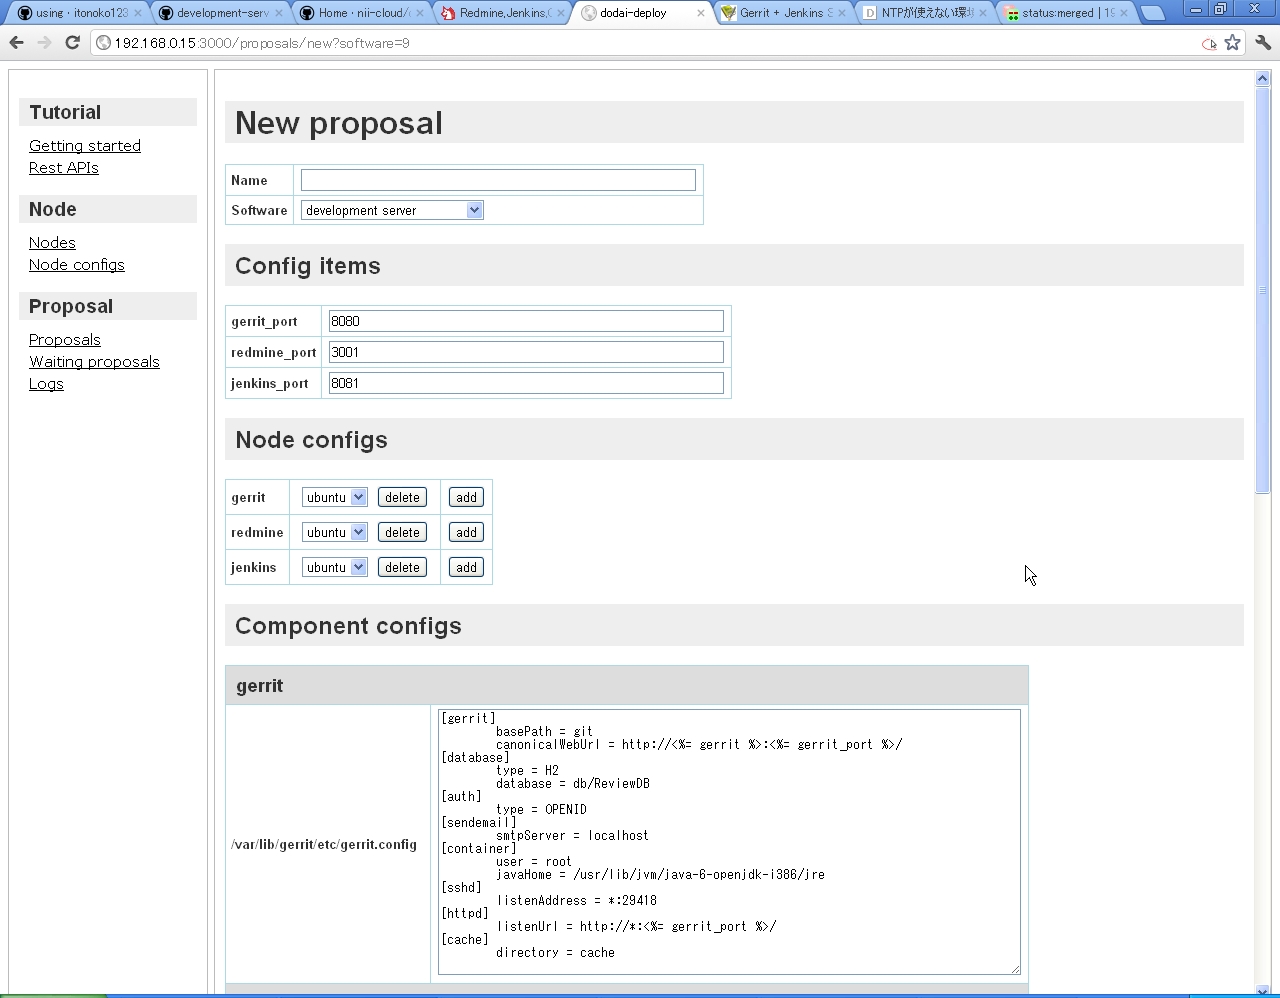 using · itonoko123
development-serv
Home · nii-cloud/
Redmine,Jenkins,
dodai-deploy
Gerrit + Jenkins S
NTPが使えない環境
status:merged | 19
192.168.0.15:3000/proposals/new?software=9
Tutorial
Getting started
Rest APIs
Node
Nodes
Node configs
Proposal
Proposals
Waiting proposals
Logs
New proposal
Name
Software development server
Config items
gerrit_port 8080
redmine_port 3001
jenkins_port 8081
Node configs
gerrit ubuntu delete add
redmine ubuntu delete add
jenkins ubuntu delete add
Component configs
gerrit
/var/lib/gerrit/etc/gerrit.config
[gerrit]
basePath = git
canonicalWebUrl = http://<%= gerrit %>:<%= gerrit_port %>/
[database]
type = H2
database = db/ReviewDB
[auth]
type = OPENID
[sendemail]
smtpServer = localhost
[container]
user = root
javaHome = /usr/lib/jvm/java-6-openjdk-i386/jre
[sshd]
listenAddress = *:29418
[httpd]
listenUrl = http://*:<%= gerrit_port %>/
[cache]
directory = cache